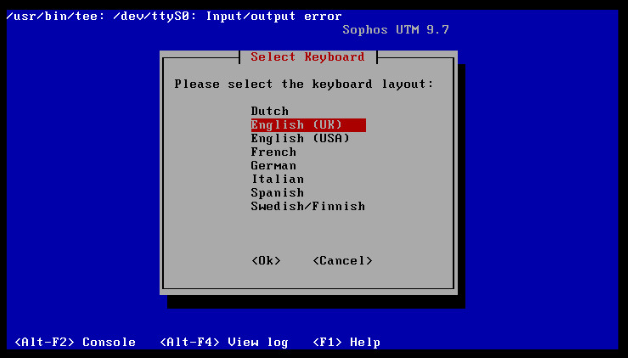 /usr/bin/tee: /dev/ttyS0: Input/output error
Sophos UTM 9.7
Select Keyboard
Please select the keyboard layout:
Dutch
English (UK)
English (USA)
French
German
Italian
Spanish
Swedish/Finnish
<Ok> <Cancel>
<Alt-F2> Console <Alt-F4> View log <F1> Help